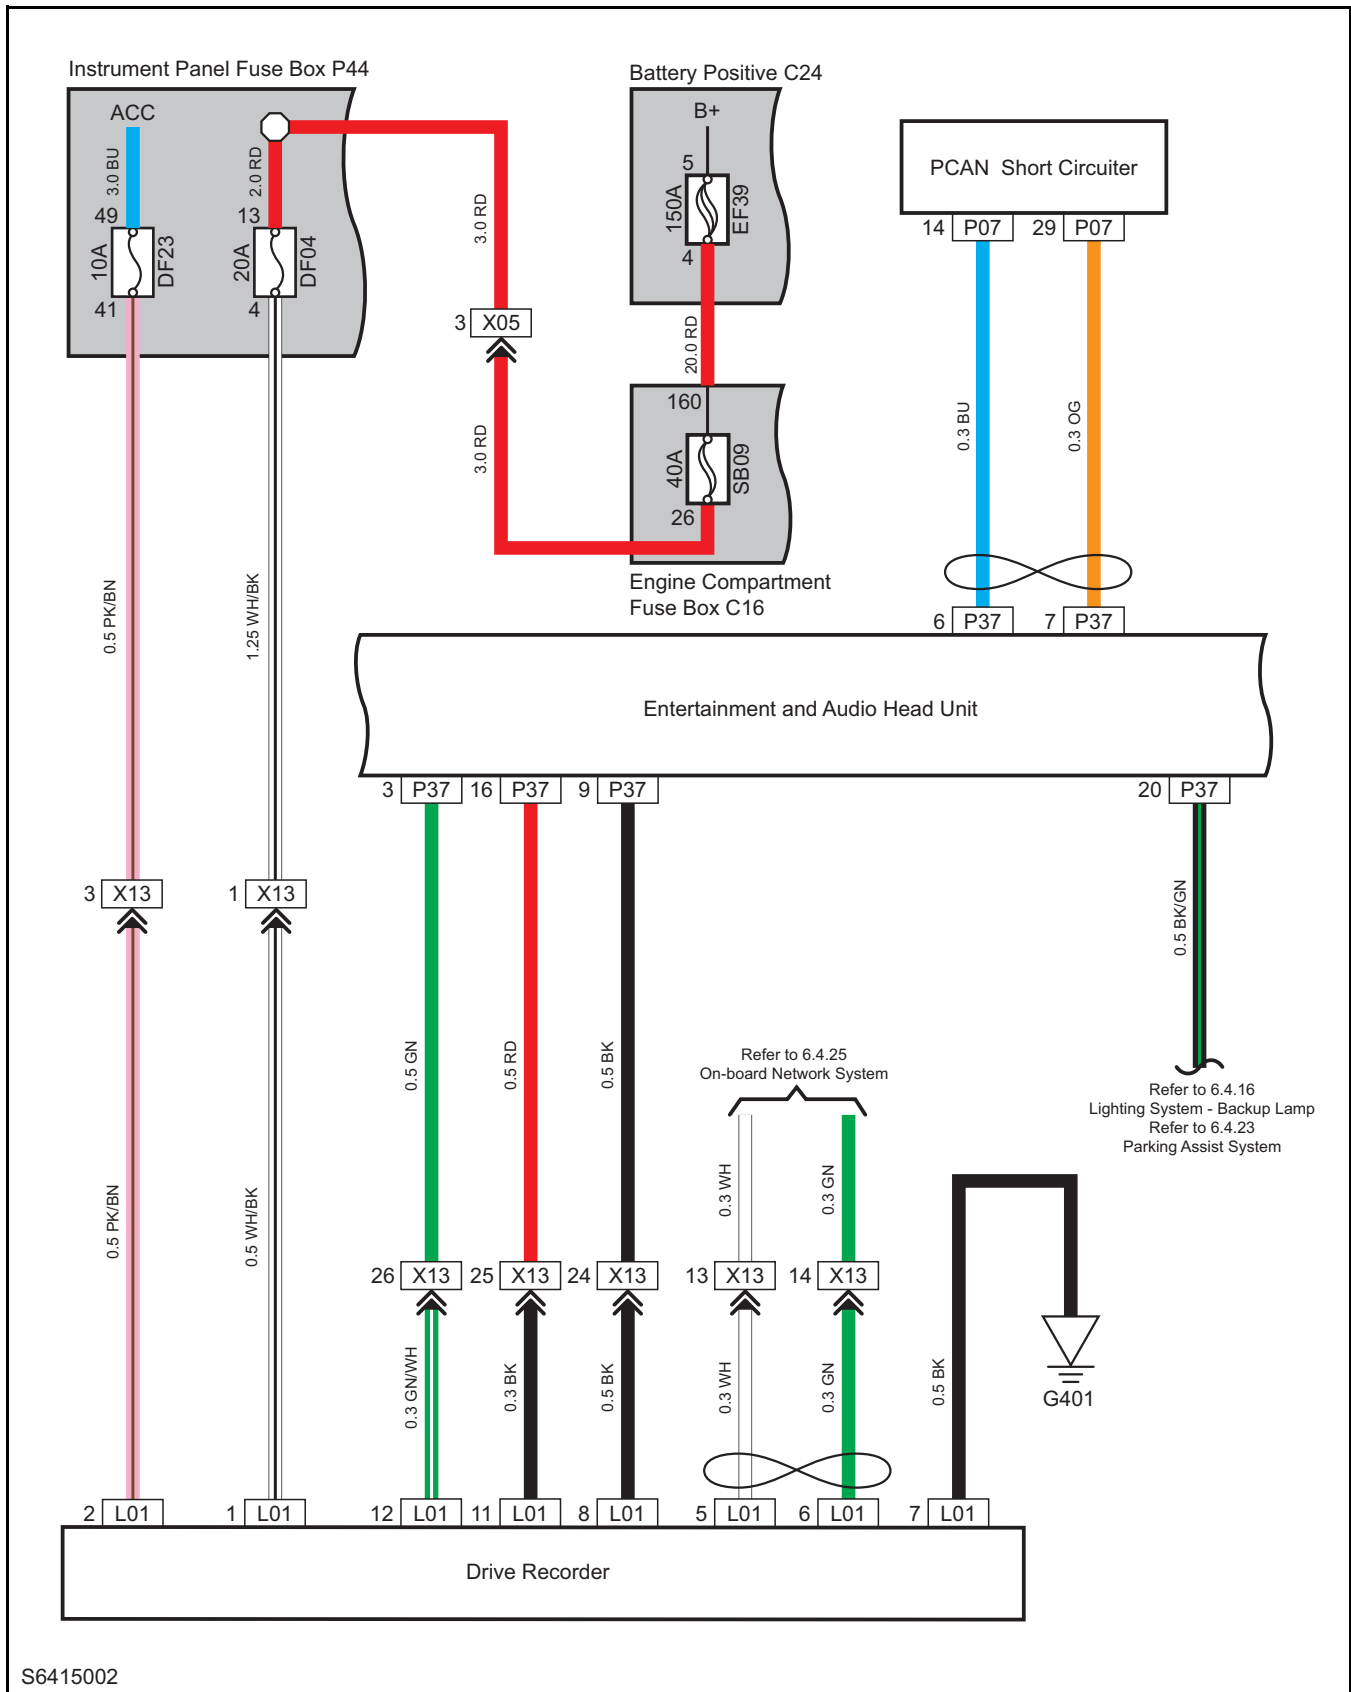 Instrument Panel Fuse Box P44
Battery Positive C24
ACC
B+
3.0 BU
2.0 RD
3.0 RD
5
150A
EF39
4
PCAN  Short Circuiter
14 P07
29 P07
49
10A
DF23
41
13
20A
DF04
4
3 X05
20.0 RD
160
40A
SB09
26
3.0 RD
Engine Compartment
Fuse Box C16
0.3 BU
0.3 OG
0.5 PK/BN
1.25 WH/BK
6 P37
7 P37
Entertainment and Audio Head Unit
3 P37
16 P37
9 P37
20 P37
3 X13
1 X13
0.5 GN
0.5 RD
0.5 BK
0.5 BK/GN
Refer to 6.4.25
On-board Network System
Refer to 6.4.16
Lighting System - Backup Lamp
Refer to 6.4.23
Parking Assist System
0.5 PK/BN
0.5 WH/BK
0.3 WH
0.3 GN
26 X13
25 X13
24 X13
13 X13
14 X13
0.3 GN/WH
0.3 BK
0.5 BK
0.3 WH
0.3 GN
0.5 BK
G401
2 L01
1 L01
12 L01
11 L01
8 L01
5 L01
6 L01
7 L01
Drive Recorder
S6415002